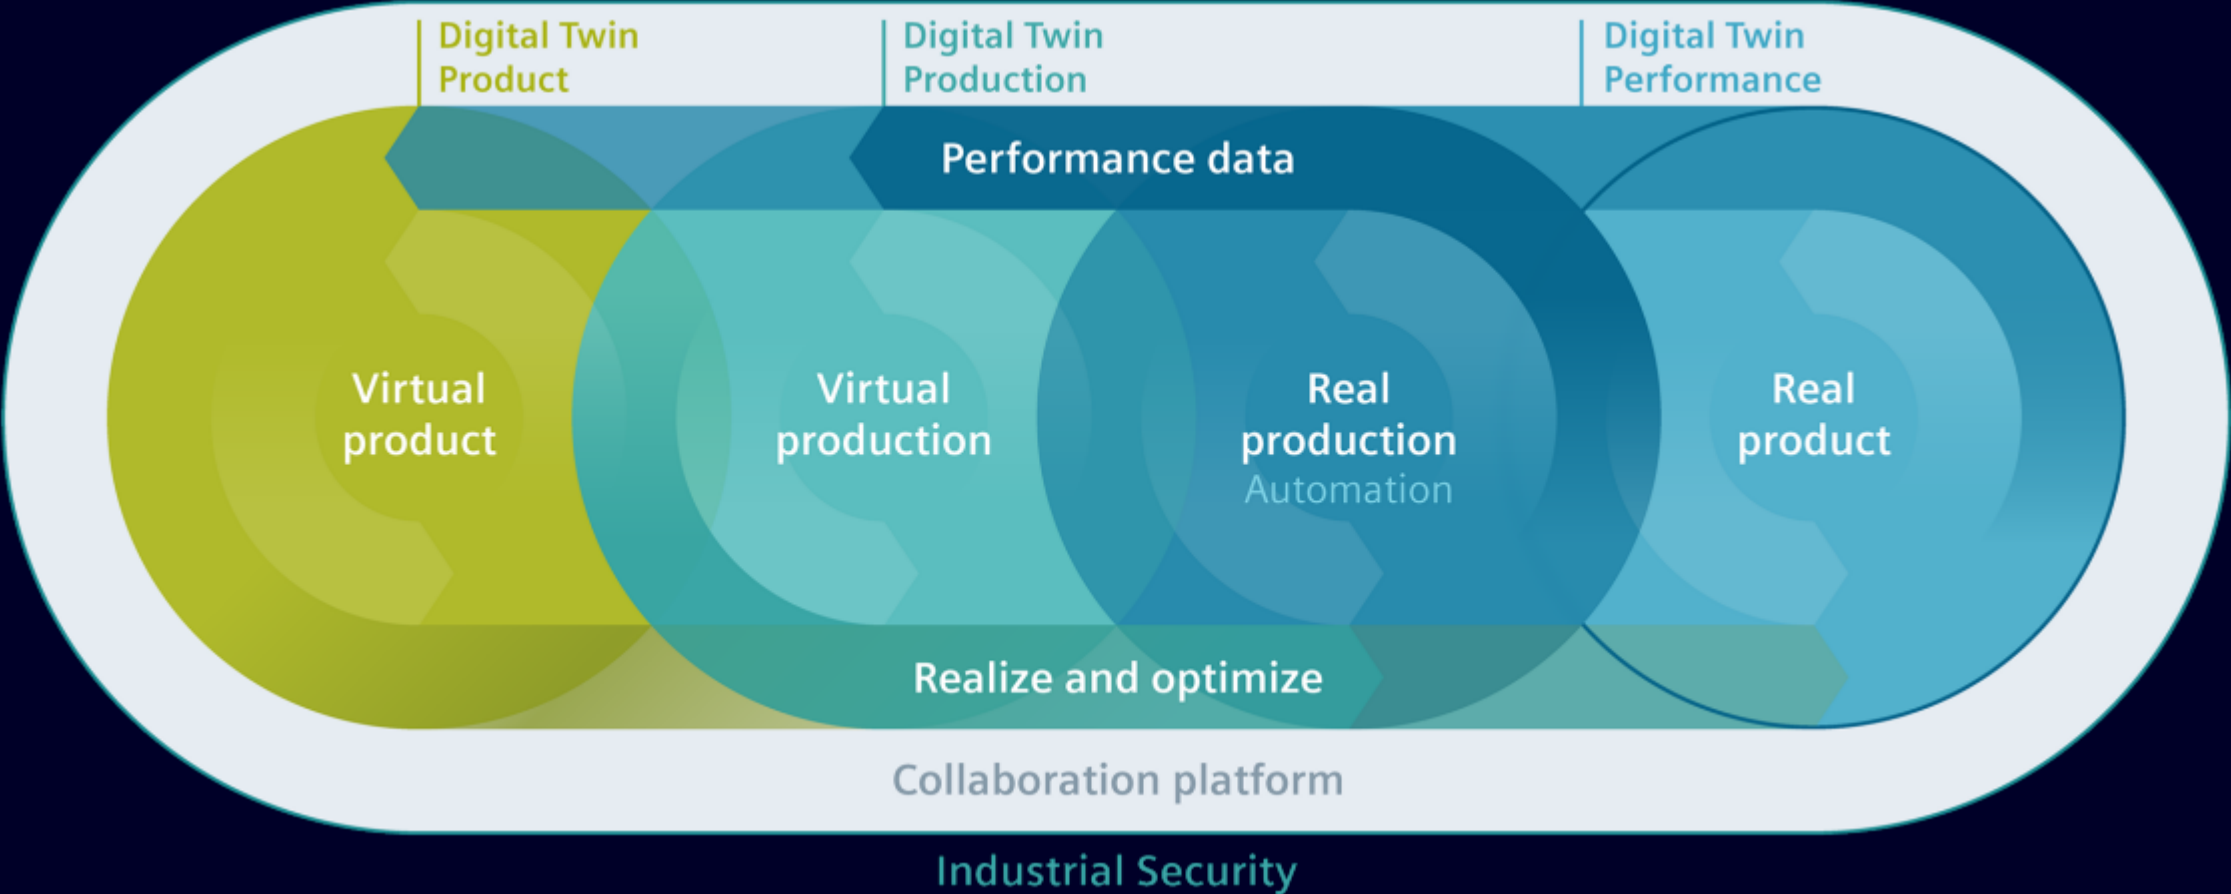 Digital Twin
Product
Digital Twin
Production
Digital Twin
Performance
Performance data
Virtual
product
Virtual
production
Real
production
Automation
Real
product
Realize and optimize
Collaboration platform
Industrial Security